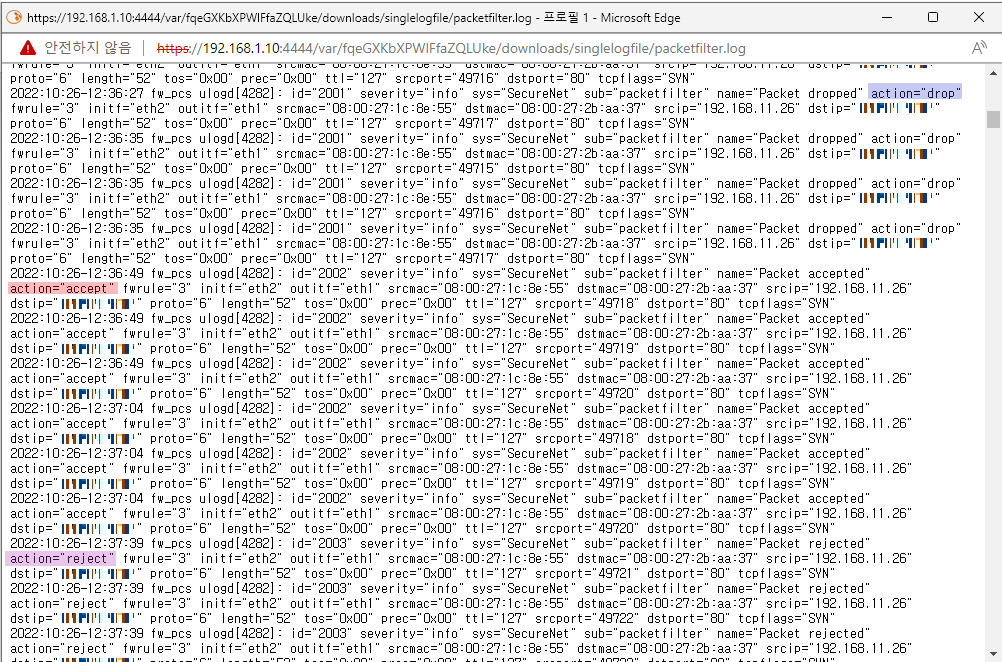 https://192.168.1.10:4444/var/fqeGXKbXPWIFfaZQLUke/downloads/singlelogfile/packetfilter.log - 프로필 1 - Microsoft Edge
안전하지 않음 https://192.168.1.10:4444/var/fqeGXKbXPWIFfaZQLUke/downloads/singlelogfile/packetfilter.log
fwrule="3" initf="eth2" outitf="eth1" srcmac="08:00:27:1c:8e:55" dstmac="08:00:27:2b:aa:37" srcip="192.168.11.26" dstip="
proto="6" length="52" tos="0x00" prec="0x00" ttl="127" srcport="49716" dstport="80" tcpflags="SYN"
2022:10:26-12:36:27 fw_pcs ulogd[4282]: id="2001" severity="info" sys="SecureNet" sub="packetfilter" name="Packet dropped" action="drop"
fwrule="3" initf="eth2" outitf="eth1" srcmac="08:00:27:1c:8e:55" dstmac="08:00:27:2b:aa:37" srcip="192.168.11.26" dstip=" "
proto="6" length="52" tos="0x00" prec="0x00" ttl="127" srcport="49717" dstport="80" tcpflags="SYN"
2022:10:26-12:36:35 fw_pcs ulogd[4282]: id="2001" severity="info" sys="SecureNet" sub="packetfilter" name="Packet dropped" action="drop"
fwrule="3" initf="eth2" outitf="eth1" srcmac="08:00:27:1c:8e:55" dstmac="08:00:27:2b:aa:37" srcip="192.168.11.26" dstip=" "
proto="6" length="52" tos="0x00" prec="0x00" ttl="127" srcport="49715" dstport="80" tcpflags="SYN"
2022:10:26-12:36:35 fw_pcs ulogd[4282]: id="2001" severity="info" sys="SecureNet" sub="packetfilter" name="Packet dropped" action="drop"
fwrule="3" initf="eth2" outitf="eth1" srcmac="08:00:27:1c:8e:55" dstmac="08:00:27:2b:aa:37" srcip="192.168.11.26" dstip=" "
proto="6" length="52" tos="0x00" prec="0x00" ttl="127" srcport="49716" dstport="80" tcpflags="SYN"
2022:10:26-12:36:35 fw_pcs ulogd[4282]: id="2001" severity="info" sys="SecureNet" sub="packetfilter" name="Packet dropped" action="drop"
fwrule="3" initf="eth2" outitf="eth1" srcmac="08:00:27:1c:8e:55" dstmac="08:00:27:2b:aa:37" srcip="192.168.11.26" dstip=" "
proto="6" length="52" tos="0x00" prec="0x00" ttl="127" srcport="49717" dstport="80" tcpflags="SYN"
2022:10:26-12:36:49 fw_pcs ulogd[4282]: id="2002" severity="info" sys="SecureNet" sub="packetfilter" name="Packet accepted"
action="accept" fwrule="3" initf="eth2" outitf="eth1" srcmac="08:00:27:1c:8e:55" dstmac="08:00:27:2b:aa:37" srcip="192.168.11.26"
dstip=" " proto="6" length="52" tos="0x00" prec="0x00" ttl="127" srcport="49718" dstport="80" tcpflags="SYN"
2022:10:26-12:36:49 fw_pcs ulogd[4282]: id="2002" severity="info" sys="SecureNet" sub="packetfilter" name="Packet accepted"
action="accept" fwrule="3" initf="eth2" outitf="eth1" srcmac="08:00:27:1c:8e:55" dstmac="08:00:27:2b:aa:37" srcip="192.168.11.26"
dstip=" " proto="6" length="52" tos="0x00" prec="0x00" ttl="127" srcport="49719" dstport="80" tcpflags="SYN"
2022:10:26-12:36:49 fw_pcs ulogd[4282]: id="2002" severity="info" sys="SecureNet" sub="packetfilter" name="Packet accepted"
action="accept" fwrule="3" initf="eth2" outitf="eth1" srcmac="08:00:27:1c:8e:55" dstmac="08:00:27:2b:aa:37" srcip="192.168.11.26"
dstip=" " proto="6" length="52" tos="0x00" prec="0x00" ttl="127" srcport="49720" dstport="80" tcpflags="SYN"
2022:10:26-12:37:04 fw_pcs ulogd[4282]: id="2002" severity="info" sys="SecureNet" sub="packetfilter" name="Packet accepted"
action="accept" fwrule="3" initf="eth2" outitf="eth1" srcmac="08:00:27:1c:8e:55" dstmac="08:00:27:2b:aa:37" srcip="192.168.11.26"
dstip=" " proto="6" length="52" tos="0x00" prec="0x00" ttl="127" srcport="49718" dstport="80" tcpflags="SYN"
2022:10:26-12:37:04 fw_pcs ulogd[4282]: id="2002" severity="info" sys="SecureNet" sub="packetfilter" name="Packet accepted"
action="accept" fwrule="3" initf="eth2" outitf="eth1" srcmac="08:00:27:1c:8e:55" dstmac="08:00:27:2b:aa:37" srcip="192.168.11.26"
dstip=" " proto="6" length="52" tos="0x00" prec="0x00" ttl="127" srcport="49719" dstport="80" tcpflags="SYN"
2022:10:26-12:37:04 fw_pcs ulogd[4282]: id="2002" severity="info" sys="SecureNet" sub="packetfilter" name="Packet accepted"
action="accept" fwrule="3" initf="eth2" outitf="eth1" srcmac="08:00:27:1c:8e:55" dstmac="08:00:27:2b:aa:37" srcip="192.168.11.26"
dstip=" " proto="6" length="52" tos="0x00" prec="0x00" ttl="127" srcport="49720" dstport="80" tcpflags="SYN"
2022:10:26-12:37:39 fw_pcs ulogd[4282]: id="2003" severity="info" sys="SecureNet" sub="packetfilter" name="Packet rejected"
action="reject" fwrule="3" initf="eth2" outitf="eth1" srcmac="08:00:27:1c:8e:55" dstmac="08:00:27:2b:aa:37" srcip="192.168.11.26"
dstip=" " proto="6" length="52" tos="0x00" prec="0x00" ttl="127" srcport="49721" dstport="80" tcpflags="SYN"
2022:10:26-12:37:39 fw_pcs ulogd[4282]: id="2003" severity="info" sys="SecureNet" sub="packetfilter" name="Packet rejected"
action="reject" fwrule="3" initf="eth2" outitf="eth1" srcmac="08:00:27:1c:8e:55" dstmac="08:00:27:2b:aa:37" srcip="192.168.11.26"
dstip=" " proto="6" length="52" tos="0x00" prec="0x00" ttl="127" srcport="49722" dstport="80" tcpflags="SYN"
2022:10:26-12:37:39 fw_pcs ulogd[4282]: id="2003" severity="info" sys="SecureNet" sub="packetfilter" name="Packet rejected"
action="reject" fwrule="3" initf="eth2" outitf="eth1" srcmac="08:00:27:1c:8e:55" dstmac="08:00:27:2b:aa:37" srcip="192.168.11.26"